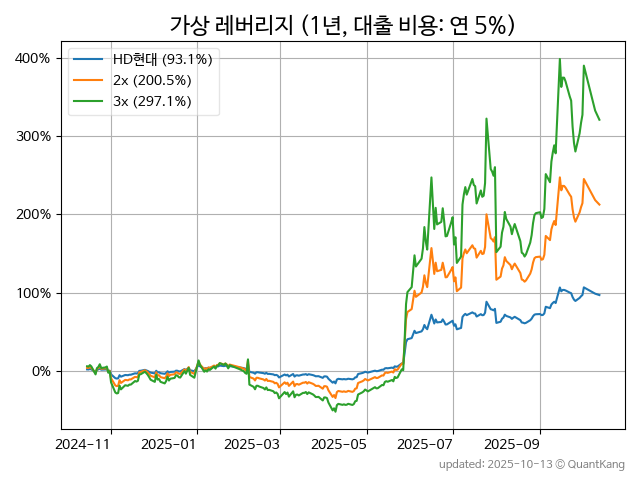 가상 레버리지 (1년, 대출 비용: 연 5%)
HD현대 (93.1%)
2x (200.5%)
3x (297.1%)
400%
300%
200%
100%
0%
2024-11
2025-01
2025-03
2025-05
2025-07
2025-09
updated: 2025-10-13 © QuantKang